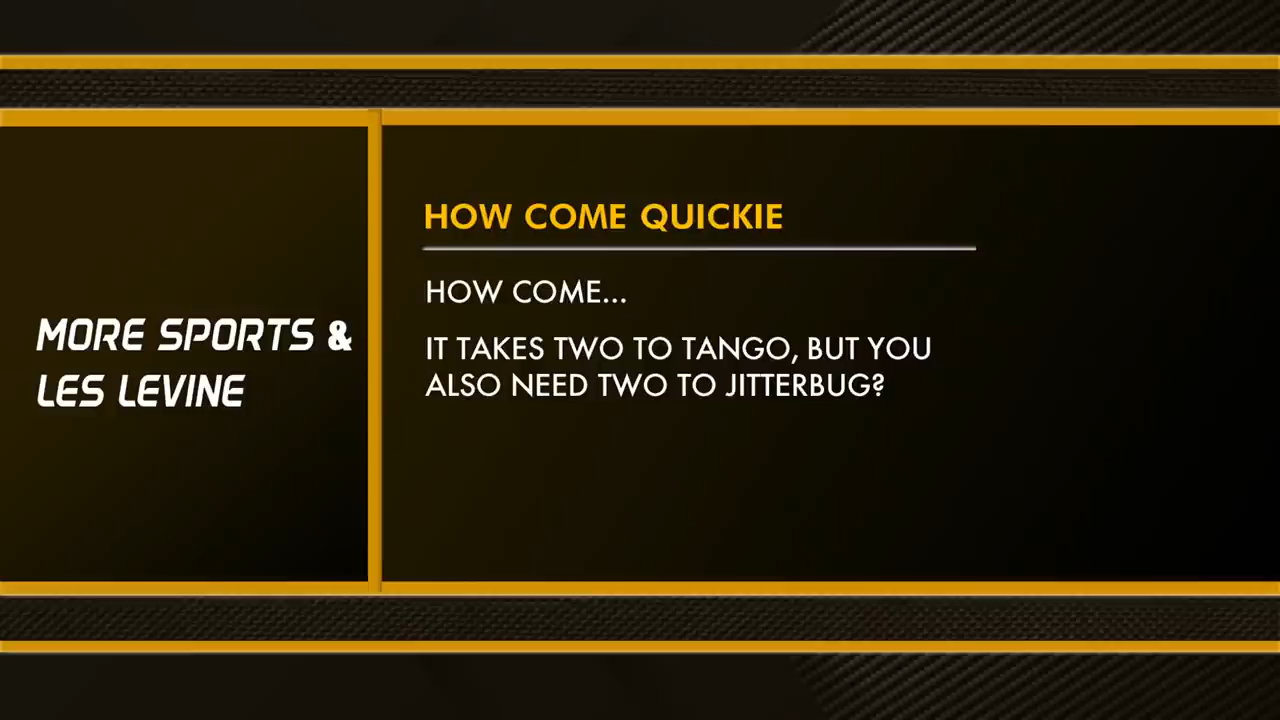 MORE SPORTS &
LES LEVINE
HOW COME QUICKIE
HOW COME...
IT TAKES TWO TO TANGO, BUT YOU
ALSO NEED TWO TO JITTERBUG?